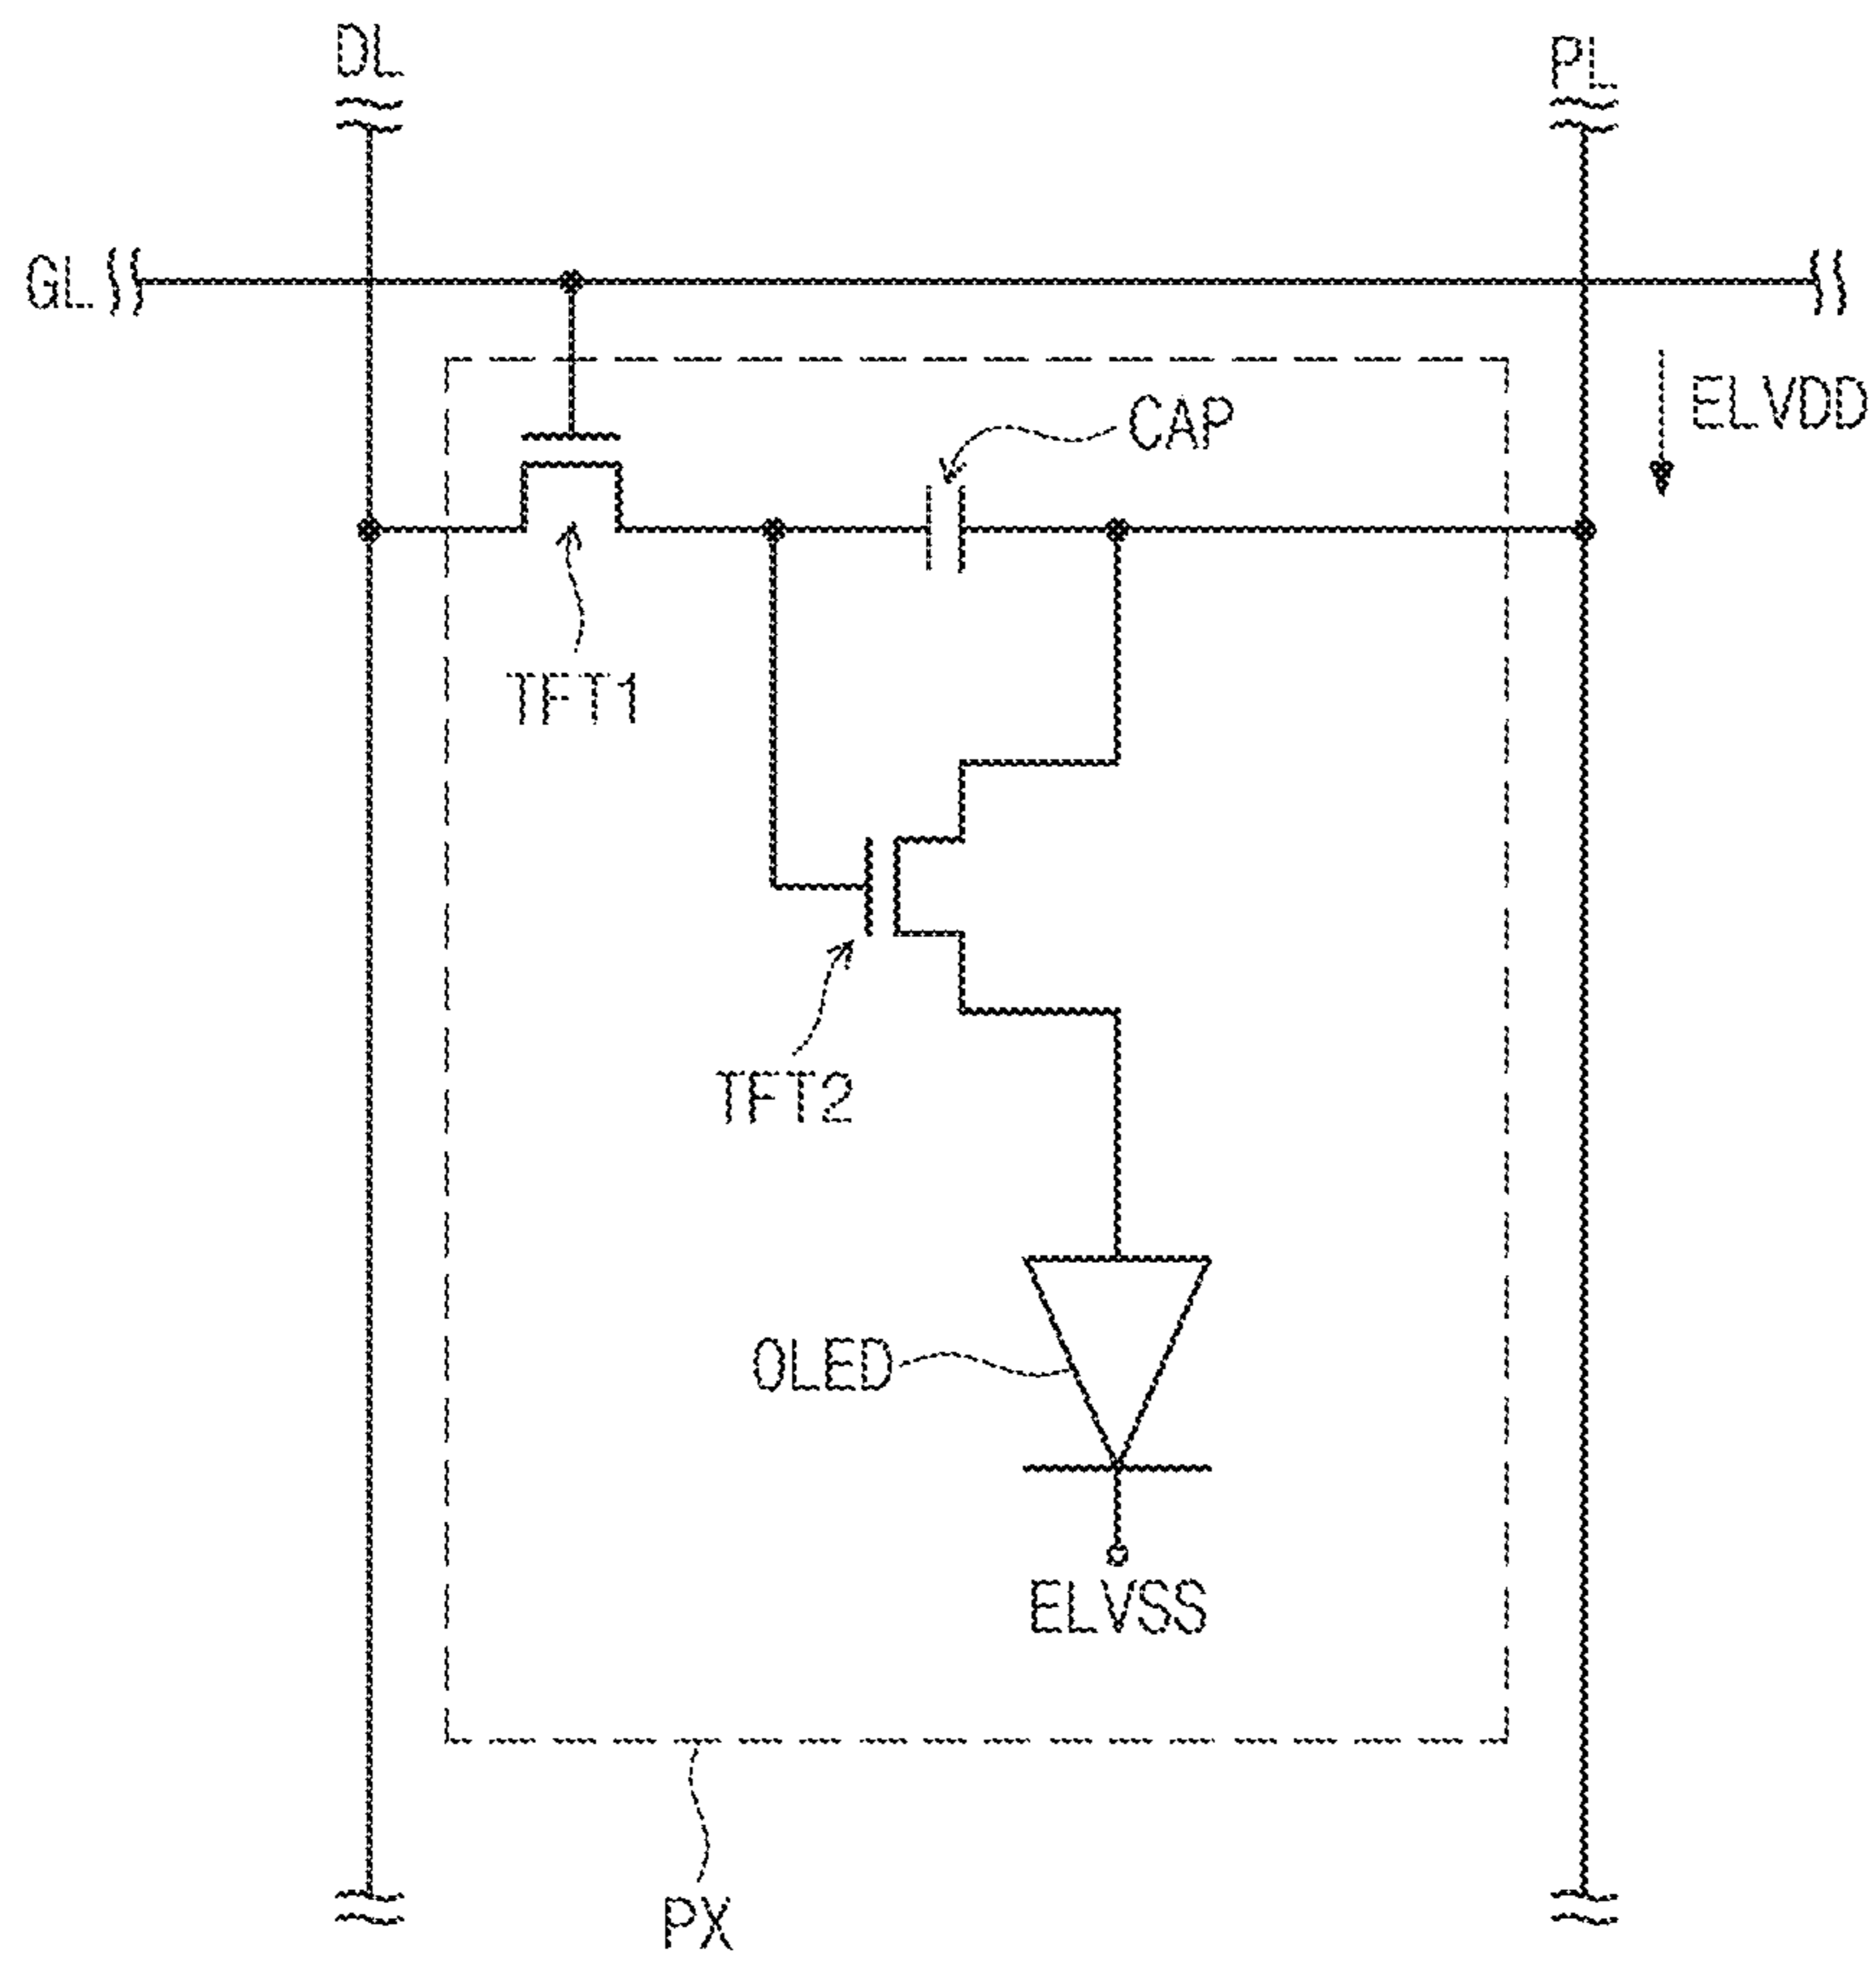 DL
PL
GL
ELVDD
CAP
TFT1
TFT2
OLED
ELVSS
PX